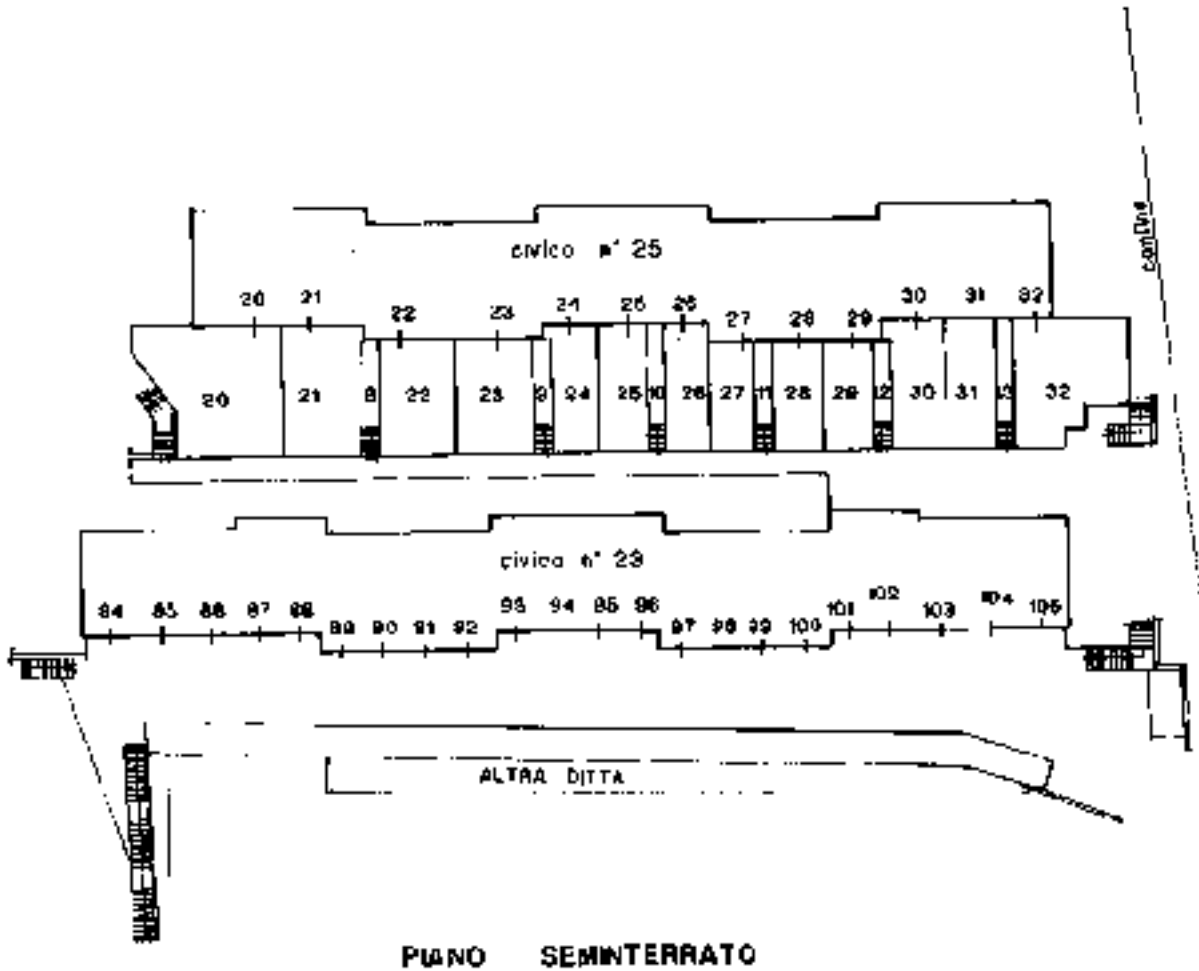 confine
civico n° 25
20 21 22 23 24 25 26 27 28 29 30 31 32
20 21 8 22 23 9 24 25 10 26 27 11 28 29 12 30 31 13 32
civico n° 23
84 85 86 87 88 89 90 91 92 93 94 95 96 97 98 99 100 101 102 103 104 105
ALTRA DITTA
PIANO SEMINTERRATO